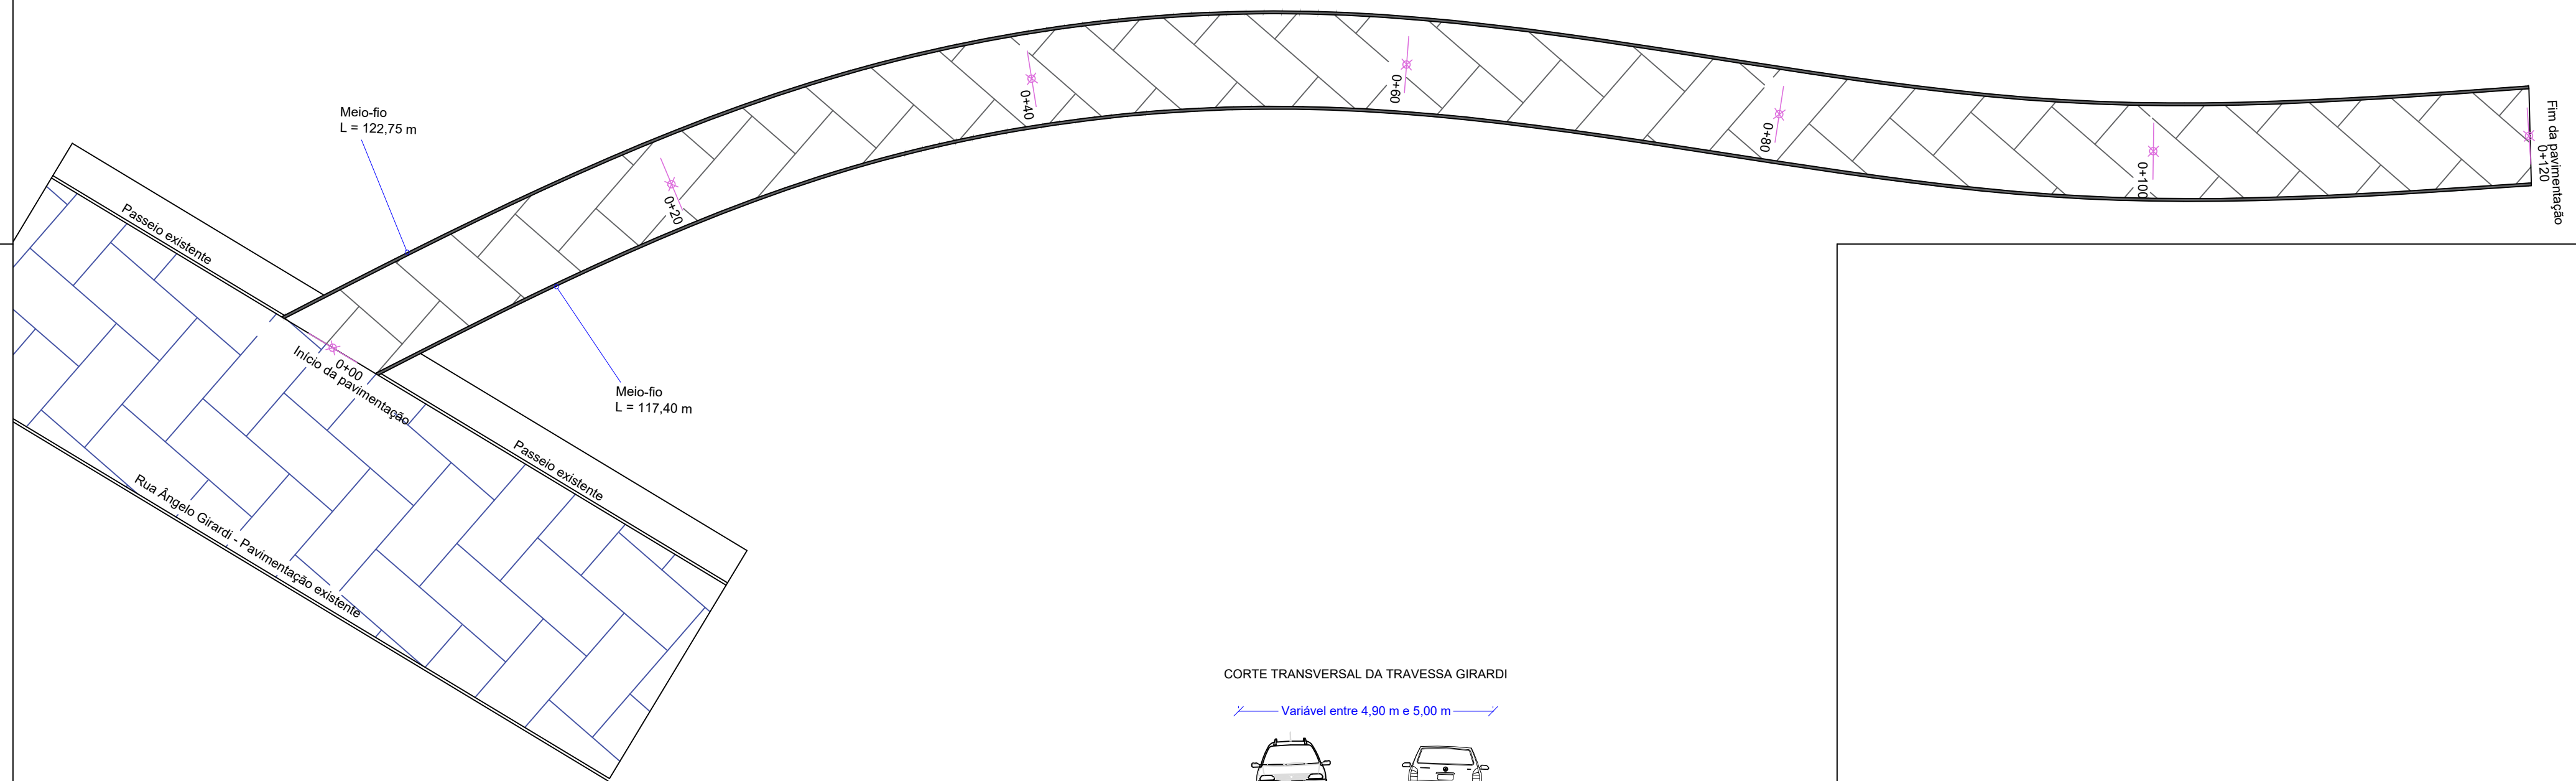 Meio-fio
L = 122,75 m
0+40
0+60
0+80
0+100
Fim da pavimentação
0+120
0+20
Passeio existente
0+00
Início da pavimentação
Meio-fio
L = 117,40 m
Passeio existente
Rua Ângelo Girardi - Pavimentação existente
CORTE TRANSVERSAL DA TRAVESSA GIRARDI
Variável entre 4,90 m e 5,00 m